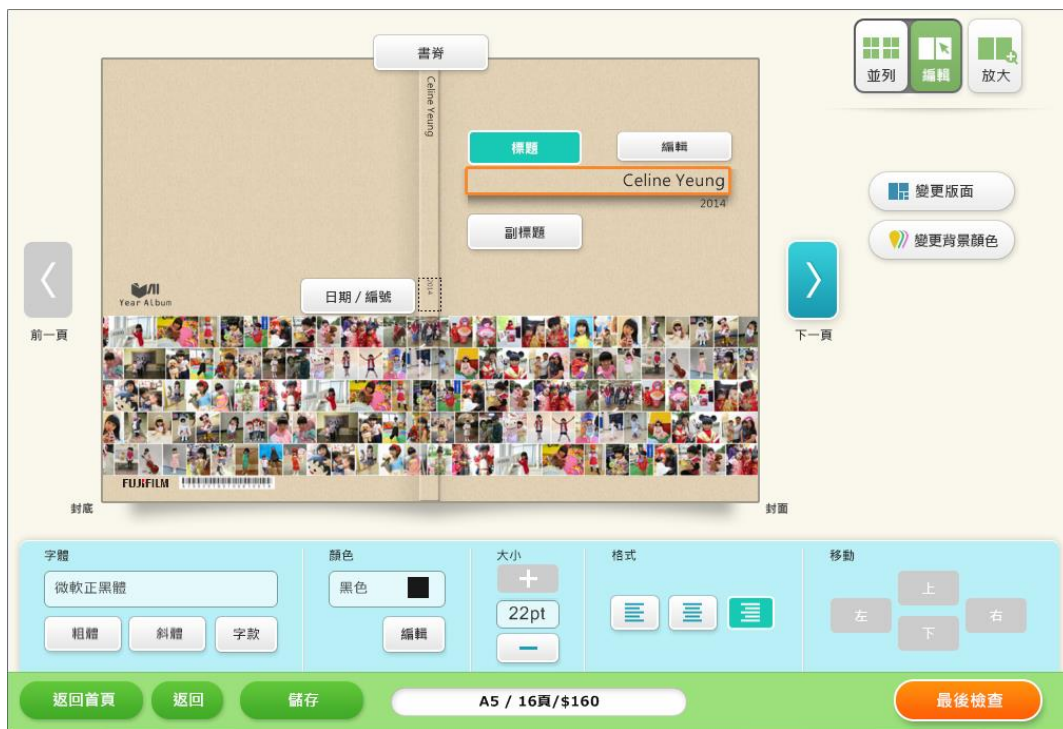 書脊
並列
編輯
放大
Celine Yeung
標題
編輯
Celine Yeung
2014
副標題
變更版面
變更背景顏色
日期 / 編號
2014
Year Album
前一頁
下一頁
FUJIFILM
封底
封面
字體
顏色
大小
格式
移動
微軟正黑體
黑色
22pt
粗體
斜體
字款
編輯
上
左
右
下
返回首頁
返回
儲存
A5 / 16頁/$160
最後檢查